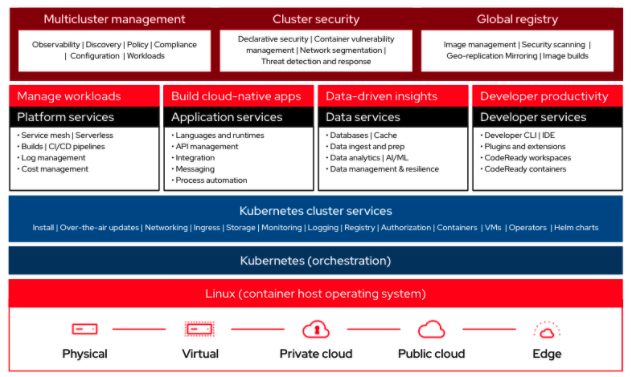 Multicluster management
Observability | Discovery | Policy | Compliance
| Configuration | Workloads
Cluster security
Declarative security | Container vulnerability
management | Network segmentation |
Threat detection and response
Global registry
Image management | Security scanning |
Geo-replication Mirroring | Image builds
Manage workloads
Platform services
• Service mesh | Serverless
• Builds | CI/CD pipelines
• Log management
• Cost management
Build cloud-native apps
Application services
• Languages and runtimes
• API management
• Integration
• Messaging
• Process automation
Data-driven insights
Data services
• Databases | Cache
• Data ingest and prep
• Data analytics | AI/ML
• Data management & resilience
Developer productivity
Developer services
• Developer CLI | IDE
• Plugins and extensions
• CodeReady workspaces
• CodeReady containers
Kubernetes cluster services
Install | Over-the-air updates | Networking | Ingress | Storage | Monitoring | Logging | Registry | Authorization | Containers | VMs | Operators | Helm charts
Kubernetes (orchestration)
Linux (container host operating system)
Physical
Virtual
Private cloud
Public cloud
Edge